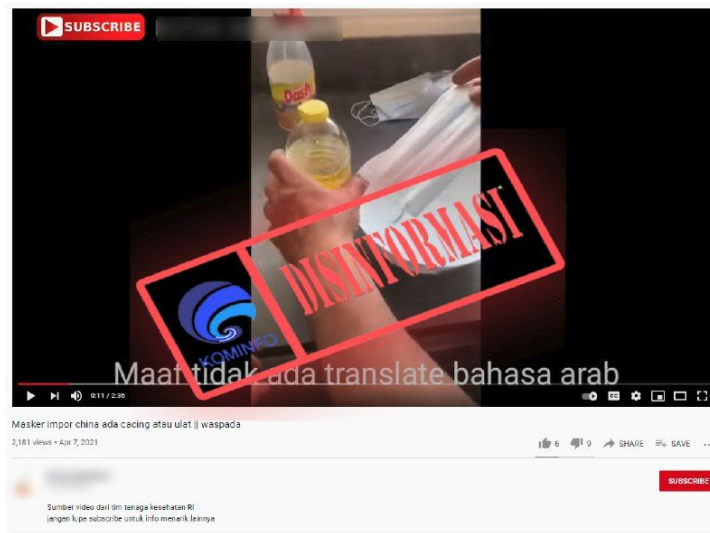 SUBSCRIBE
Dash
DISINFORMASI
KOMINFO
Maaf tidak ada translate bahasa arab
0:11 / 2:36
CC
Masker impor china ada cacing atau ulat || waspada
2,181 views • Apr 7, 2021
6
9
SHARE
SAVE
SUBSCRIBE
Sumber video dari tim tenaga kesehatan RI
jangan lupa subscribe untuk info menarik lainnya